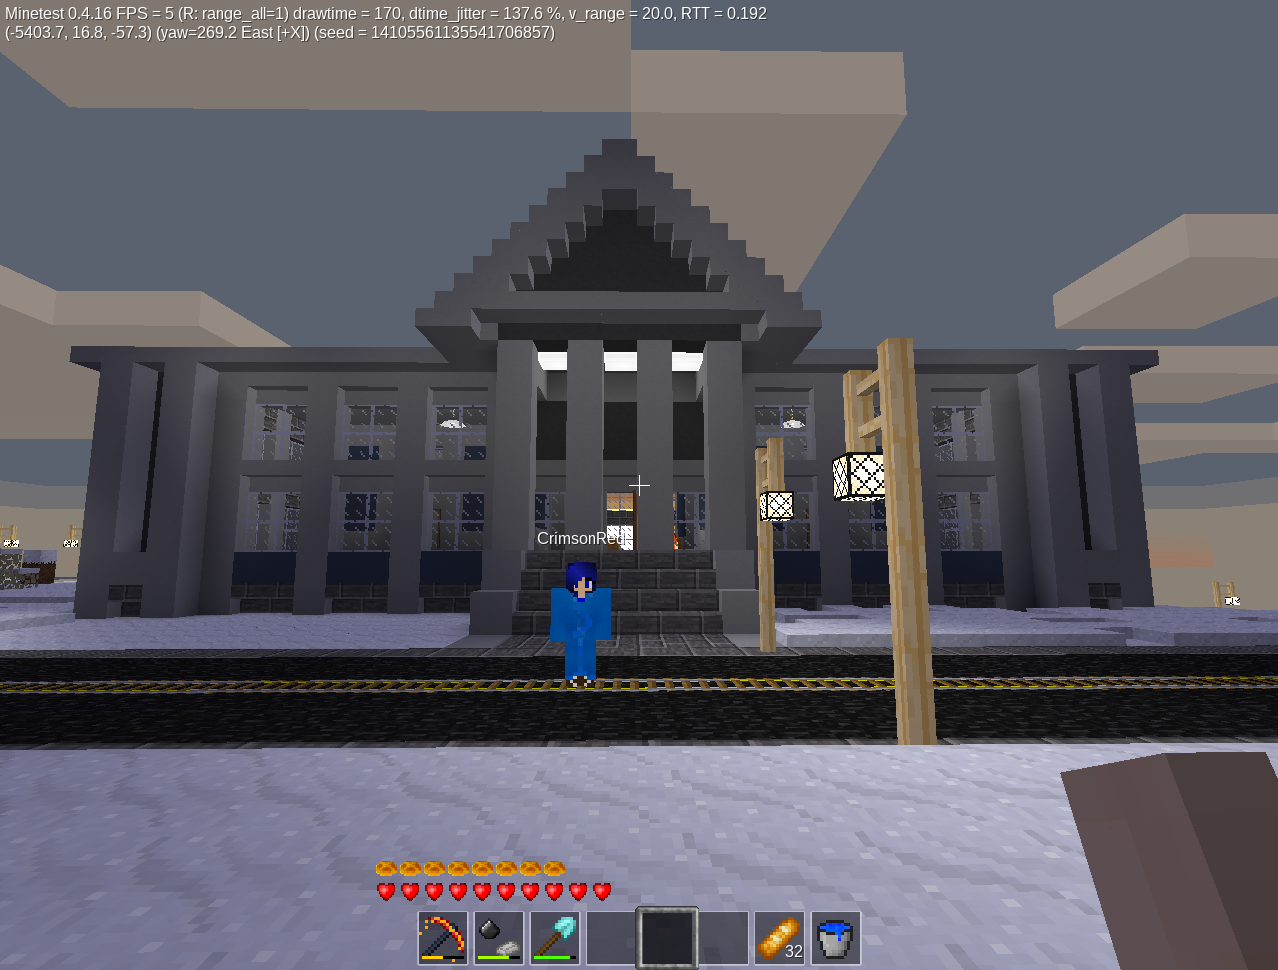 Minetest 0.4.16 FPS = 5 (R: range_all=1) drawtime = 170, dtime_jitter = 137.6 %, v_range = 20.0, RTT = 0.192
(-5403.7, 16.8, -57.3) (yaw=269.2 East [+X]) (seed = 14105561135541706857)
CrimsonRed
32